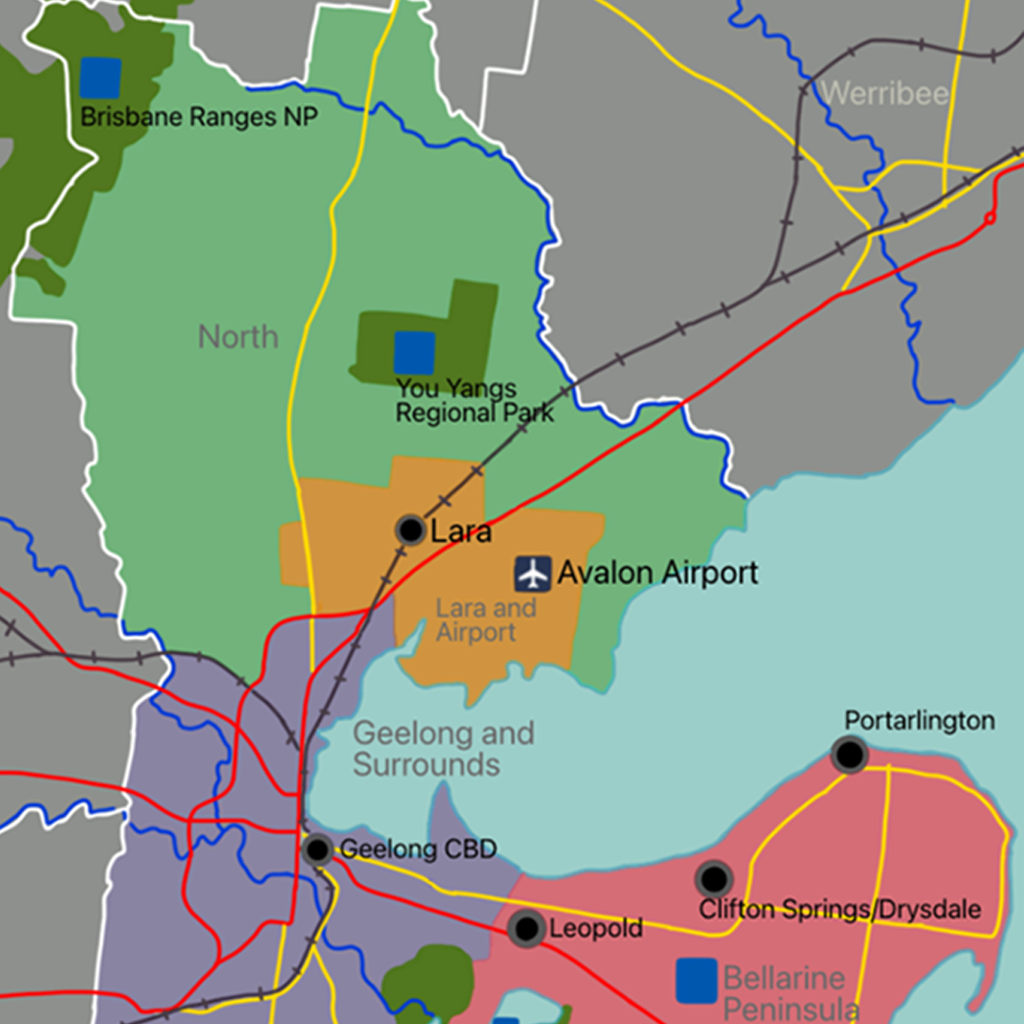 Werribee
Brisbane Ranges NP
North
You Yangs
Regional Park
Lara
Avalon Airport
Lara and
Airport
Geelong and
Surrounds
Portarlington
Geelong CBD
Clifton Springs/Drysdale
Leopold
Bellarine
Peninsula